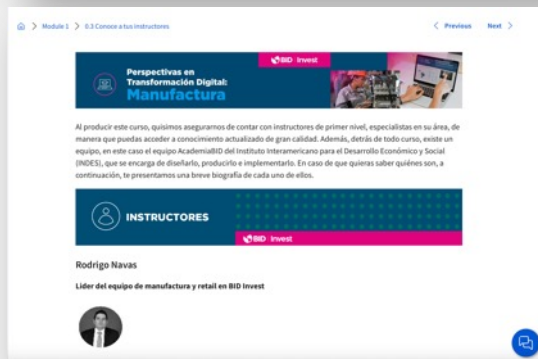 Module 1 > 0.3 Conoce a tus instructores
< Previous Next >
BID Invest
Perspectivas en
Transformación Digital:
Manufactura
Al producir este curso, quisimos asegurarnos de contar con instructores de primer nivel, especialistas en su área, de
manera que puedas acceder a conocimiento actualizado de gran calidad. Además, detrás de todo curso, existe un
equipo, en este caso el equipo AcademiaBID del Instituto Interamericano para el Desarrollo Económico y Social
(INDES), que se encarga de diseñarlo, producirlo e implementarlo. En caso de que quieras saber quiénes son, a
continuación, te presentamos una breve biografía de cada uno de ellos.
INSTRUCTORES
BID Invest
Rodrigo Navas
Líder del equipo de manufactura y retail en BID Invest